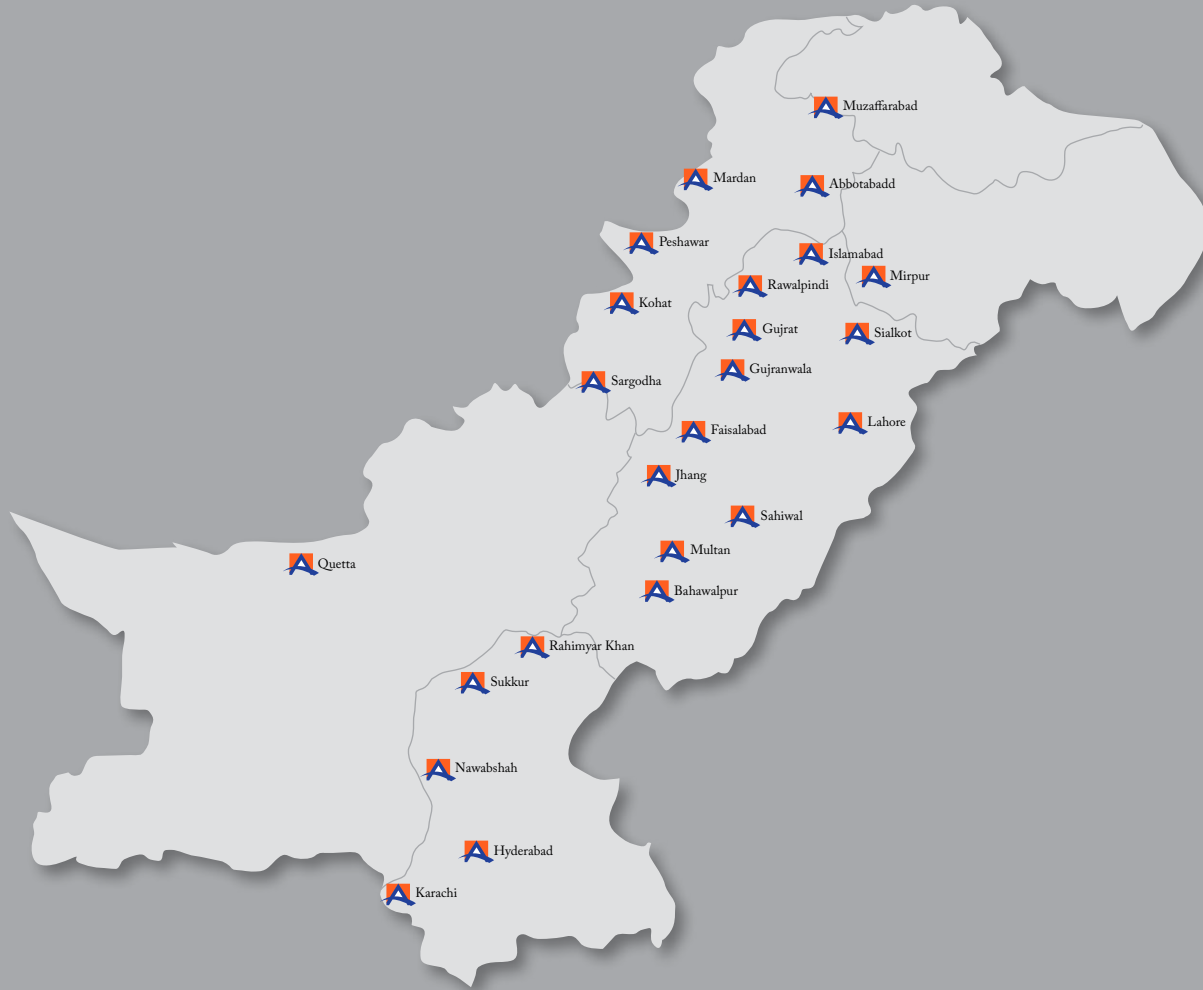 Muzaffarabad
Mardan
Abbotabadd
Peshawar
Islamabad
Mirpur
Rawalpindi
Kohat
Gujrat
Sialkot
Gujranwala
Sargodha
Lahore
Faisalabad
Jhang
Sahiwal
Multan
Quetta
Bahawalpur
Rahimyar Khan
Sukkur
Nawabshah
Hyderabad
Karachi